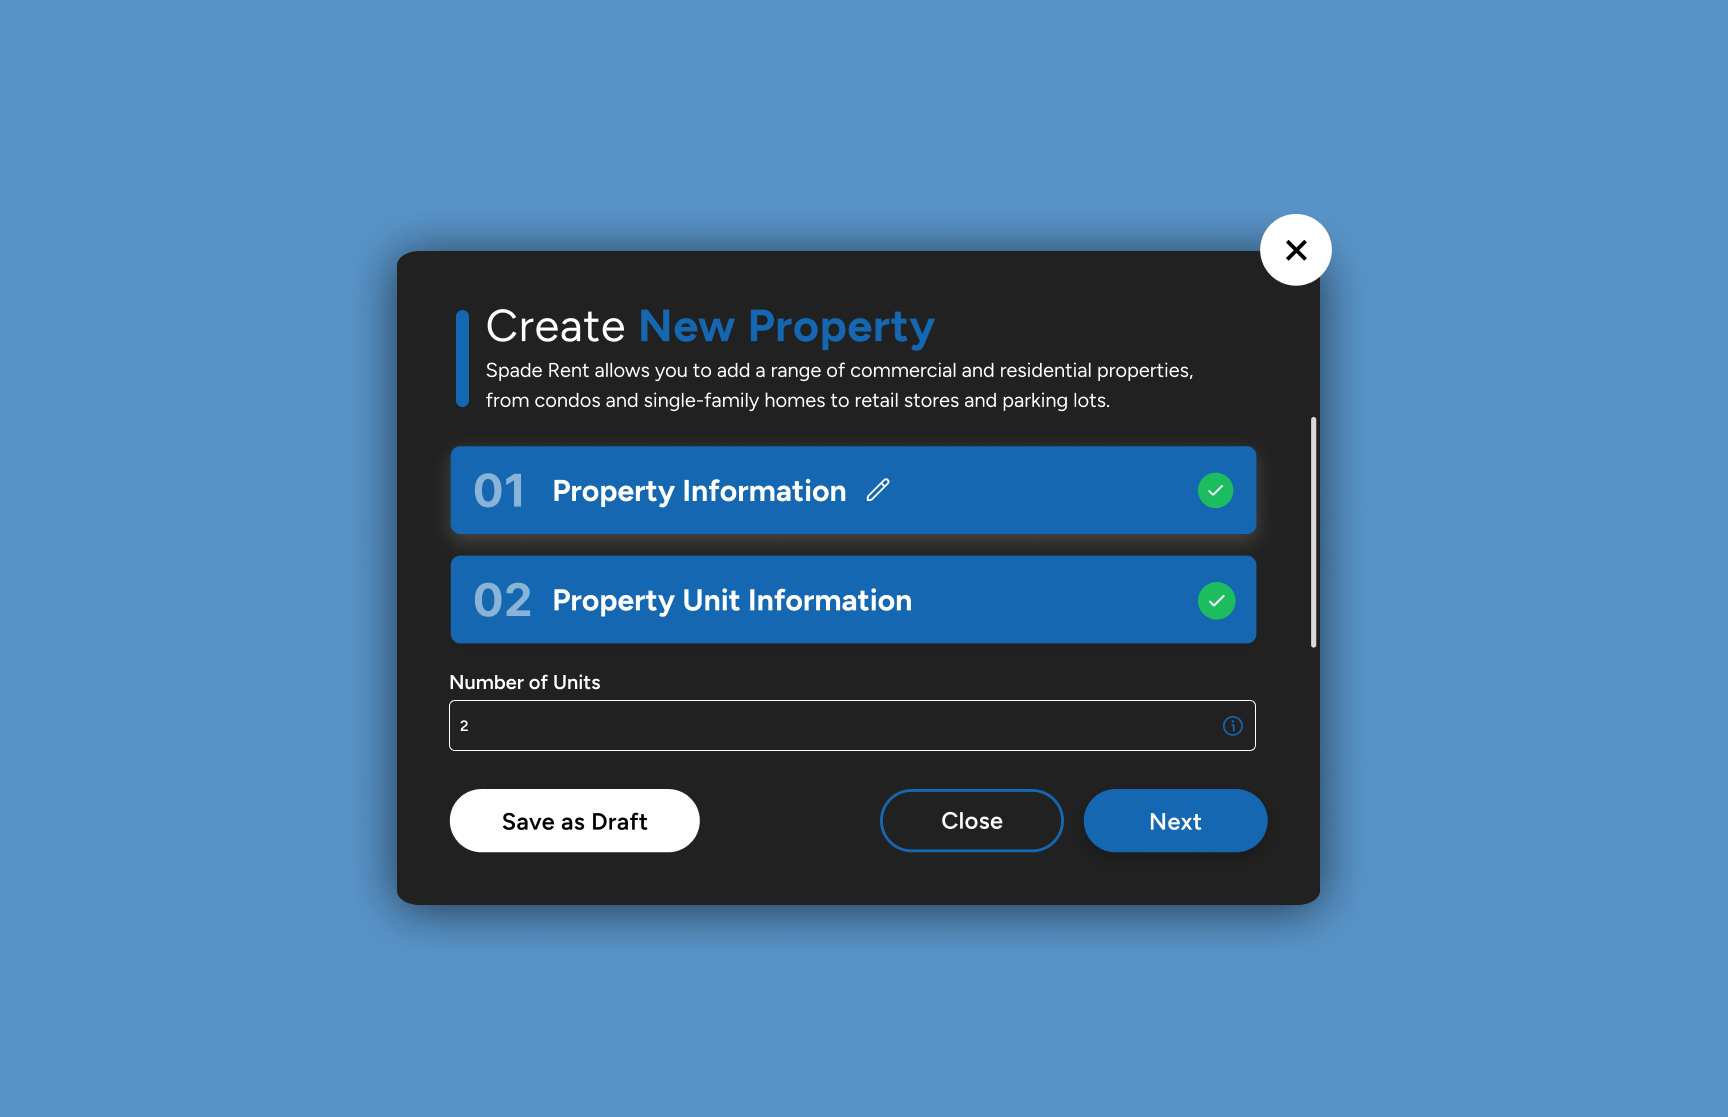 Create New Property
Spade Rent allows you to add a range of commercial and residential properties,
from condos and single-family homes to retail stores and parking lots.
01 Property Information
02 Property Unit Information
Number of Units
2
Save as Draft
Close
Next